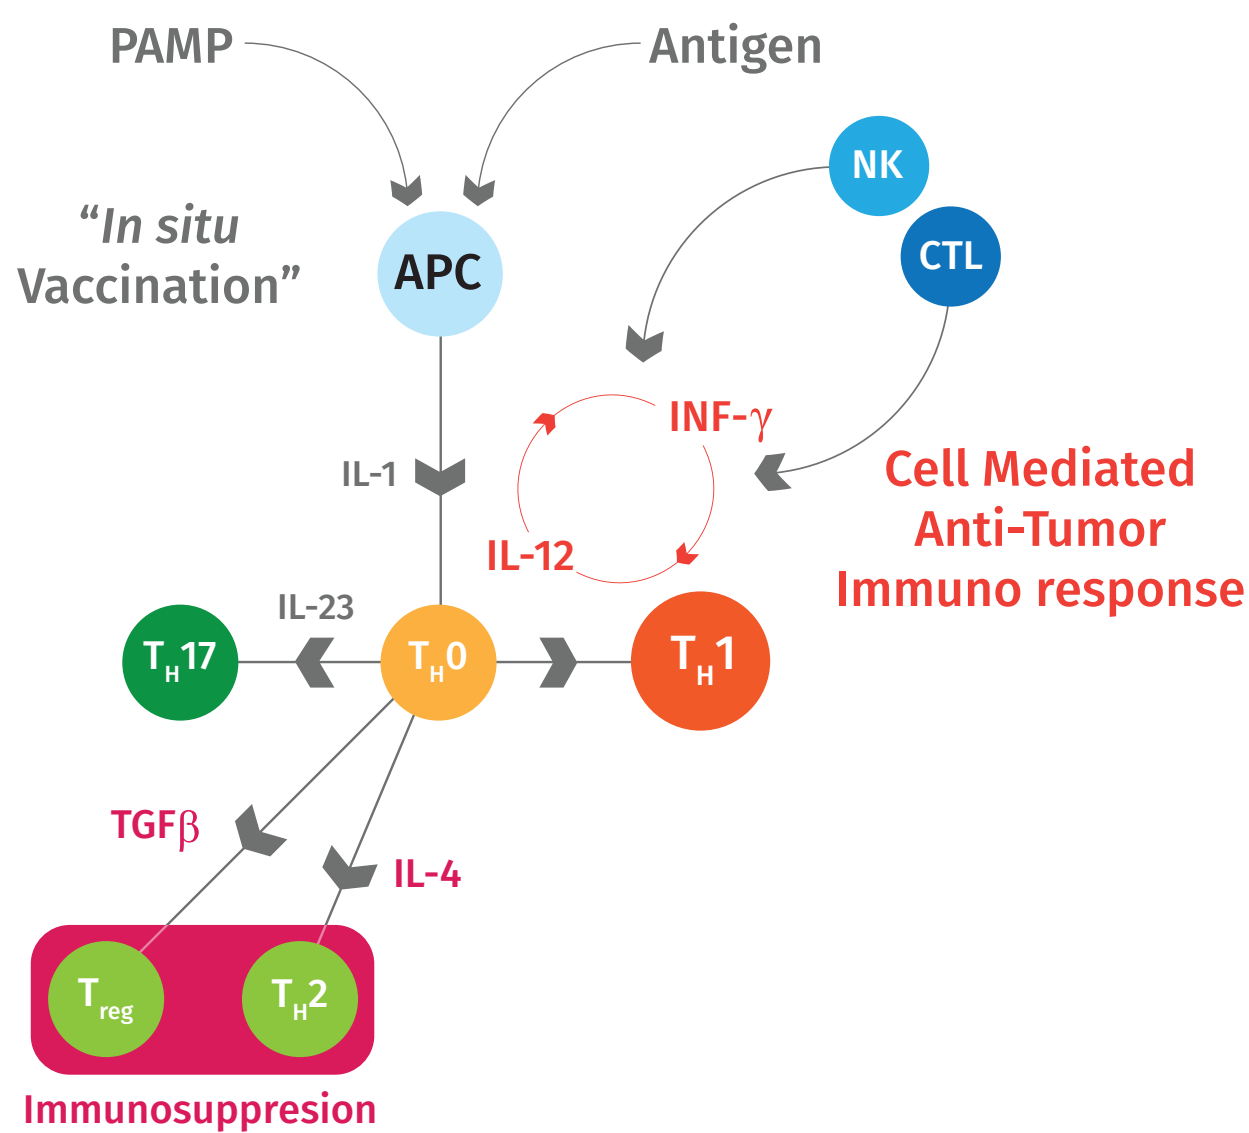 PAMP
Antigen
NK
“In situ
Vaccination”
APC
CTL
INF-γ
IL-1
Cell Mediated
Anti-Tumor
Immuno response
IL-12
IL-23
TH17
TH0
TH1
TGFβ
IL-4
Treg
TH2
Immunosuppresion